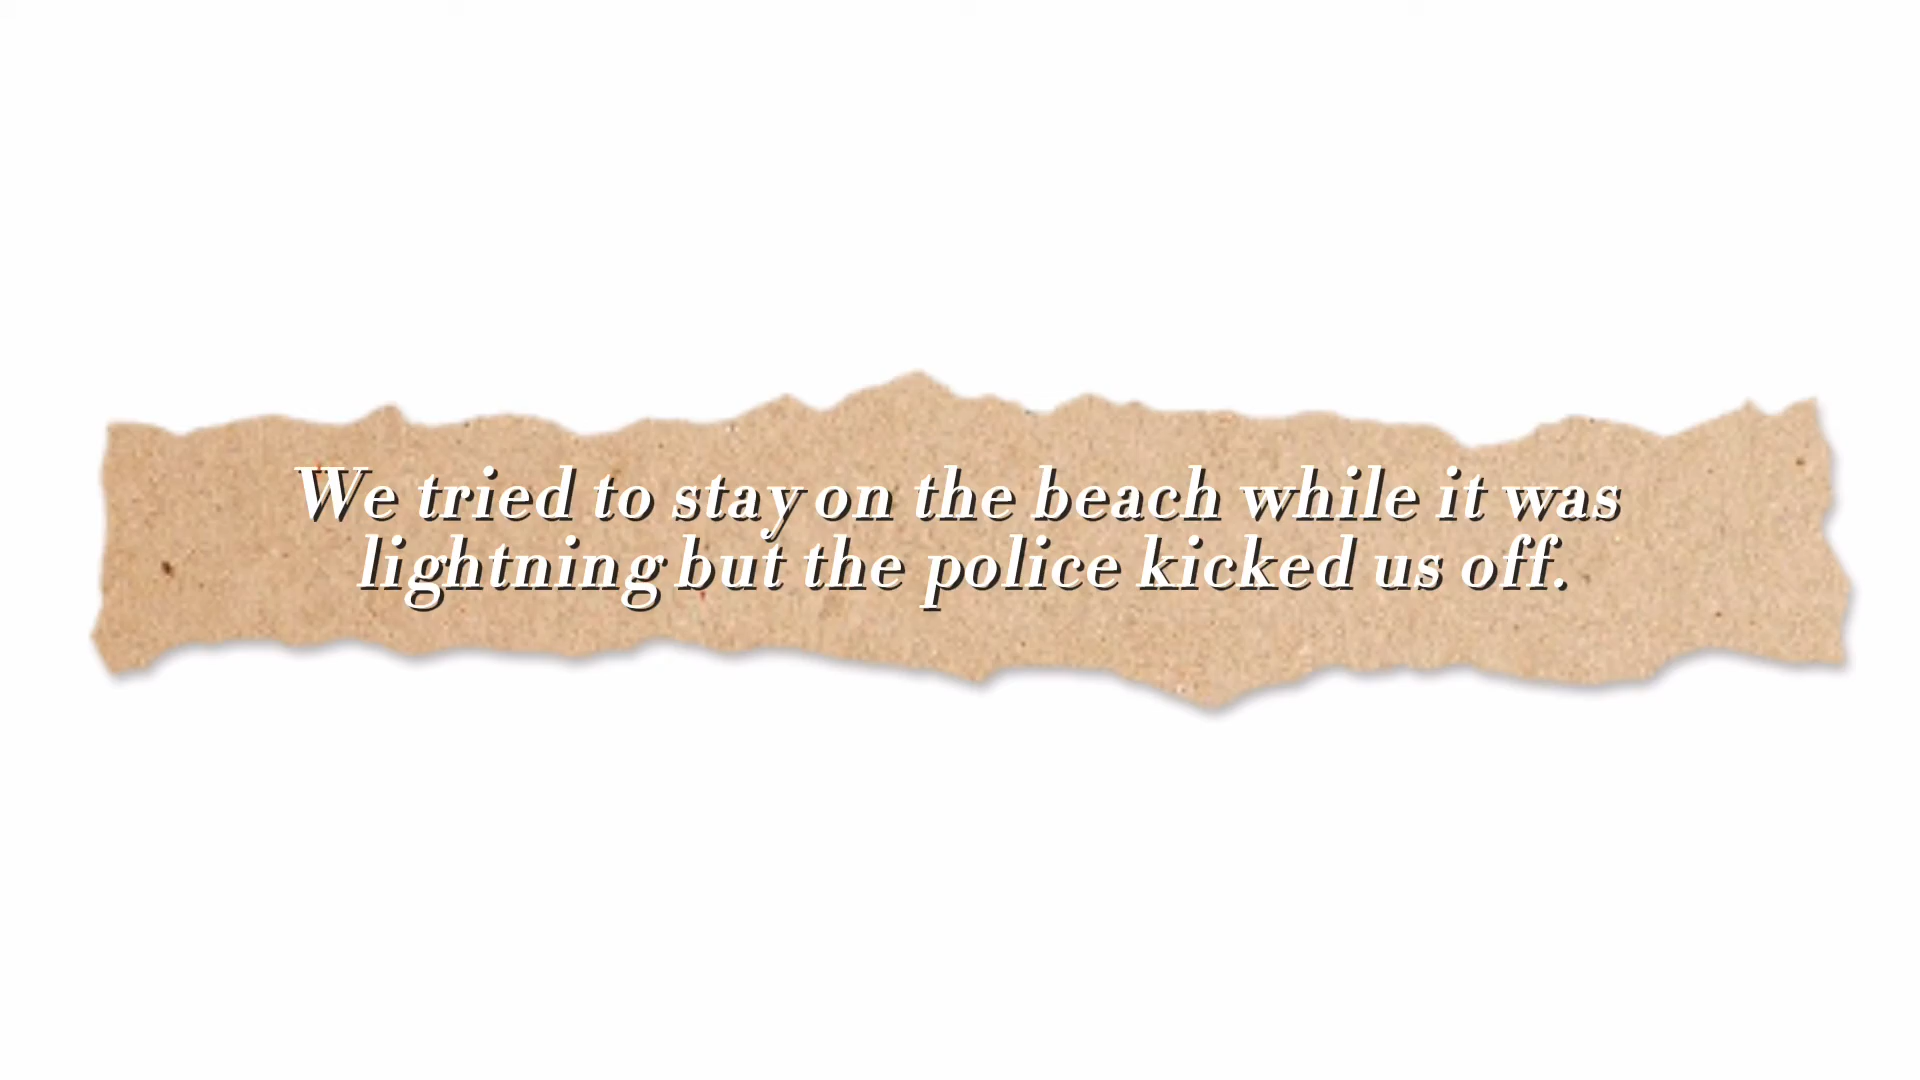 We tried to stay on the beach while it was
lightning but the police kicked us off.